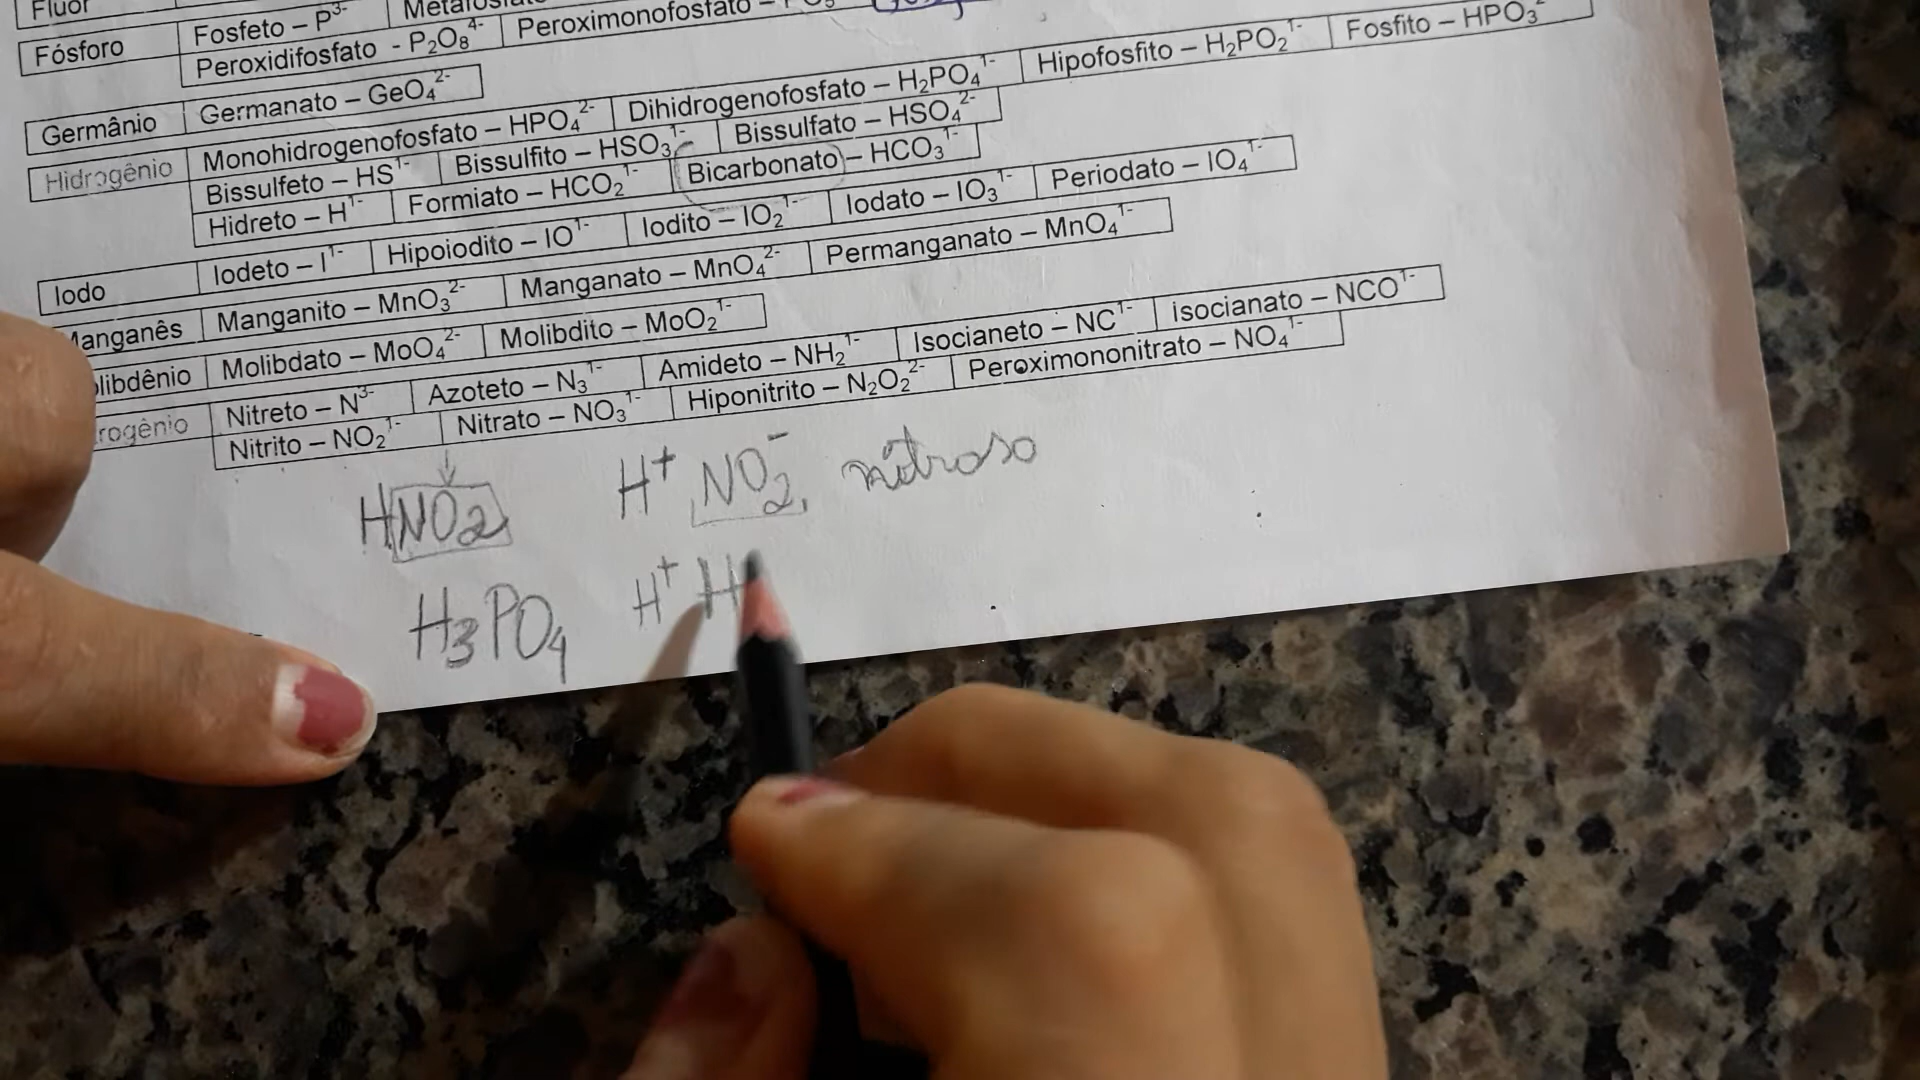 Flúor
Fósforo Fosfeto – P³⁻
Peroxidifosfato - P₂O₈⁴⁻ Peroximonofosfato –
Germânio Germanato – GeO₄²⁻
Hidrogênio Monohidrogenofosfato – HPO₄²⁻ Dihidrogenofosfato – H₂PO₄¹⁻ Hipofosfito – H₂PO₂¹⁻ Fosfito – HPO₃
Bissulfeto – HS¹⁻ Bissulfito – HSO₃¹⁻ Bissulfato – HSO₄²⁻
Hidreto – H¹⁻ Formiato – HCO₂¹⁻ Bicarbonato – HCO₃¹⁻
Iodo Iodeto – I¹⁻ Hipoiodito – IO¹⁻ Iodito – IO₂¹⁻ Iodato – IO₃¹⁻ Periodato – IO₄¹⁻
Manganês Manganito – MnO₃²⁻ Manganato – MnO₄²⁻ Permanganato – MnO₄¹⁻
libdênio Molibdato – MoO₄²⁻ Molibdito – MoO₂¹⁻
rogênio Nitreto – N³⁻ Azoteto – N₃¹⁻ Amideto – NH₂¹⁻ Isocianeto – NC¹⁻ isocianato – NCO¹⁻
Nitrito – NO₂¹⁻ Nitrato – NO₃¹⁻ Hiponitrito – N₂O₂²⁻ Peroximononitrato – NO₄¹⁻
HNO₂ H⁺ NO₂⁻ nitroso
H₃PO₄ H⁺ H